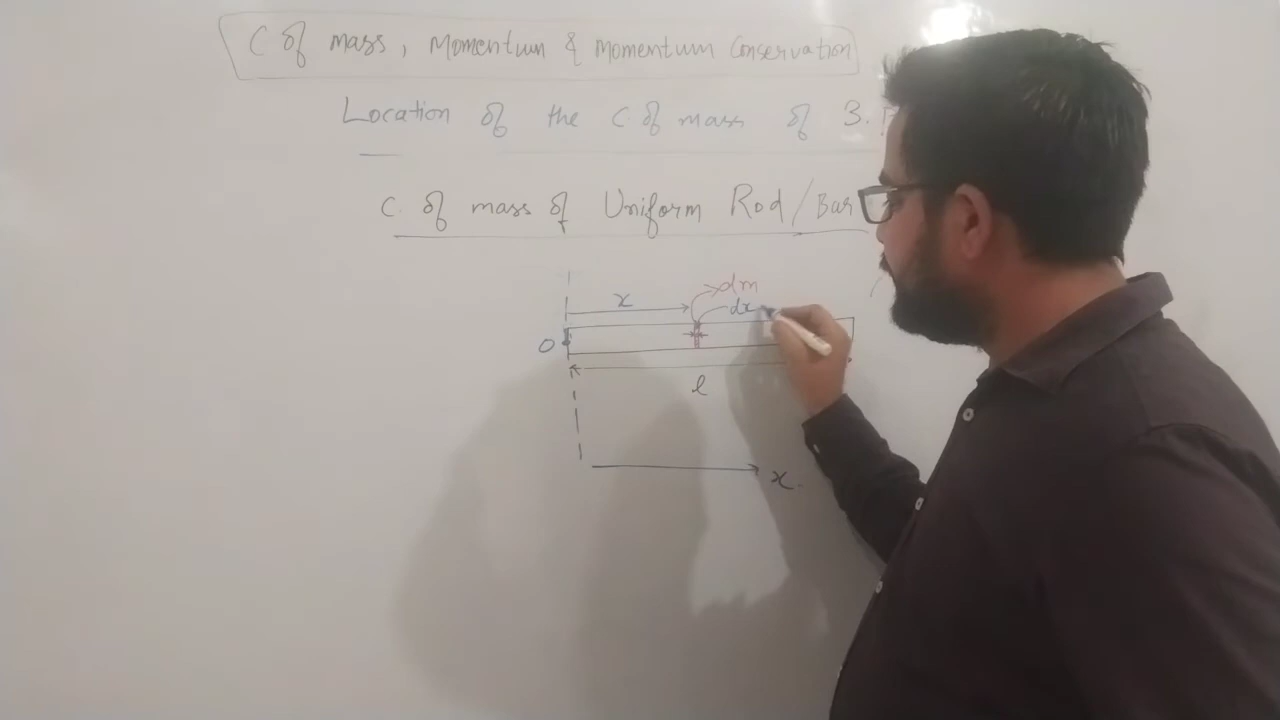 C of mass, Momentum & Momentum Conservation
Location of the C. of mass of 3.
C. of mass of Uniform Rod/Bar
dm
x
dx
O
l
x.